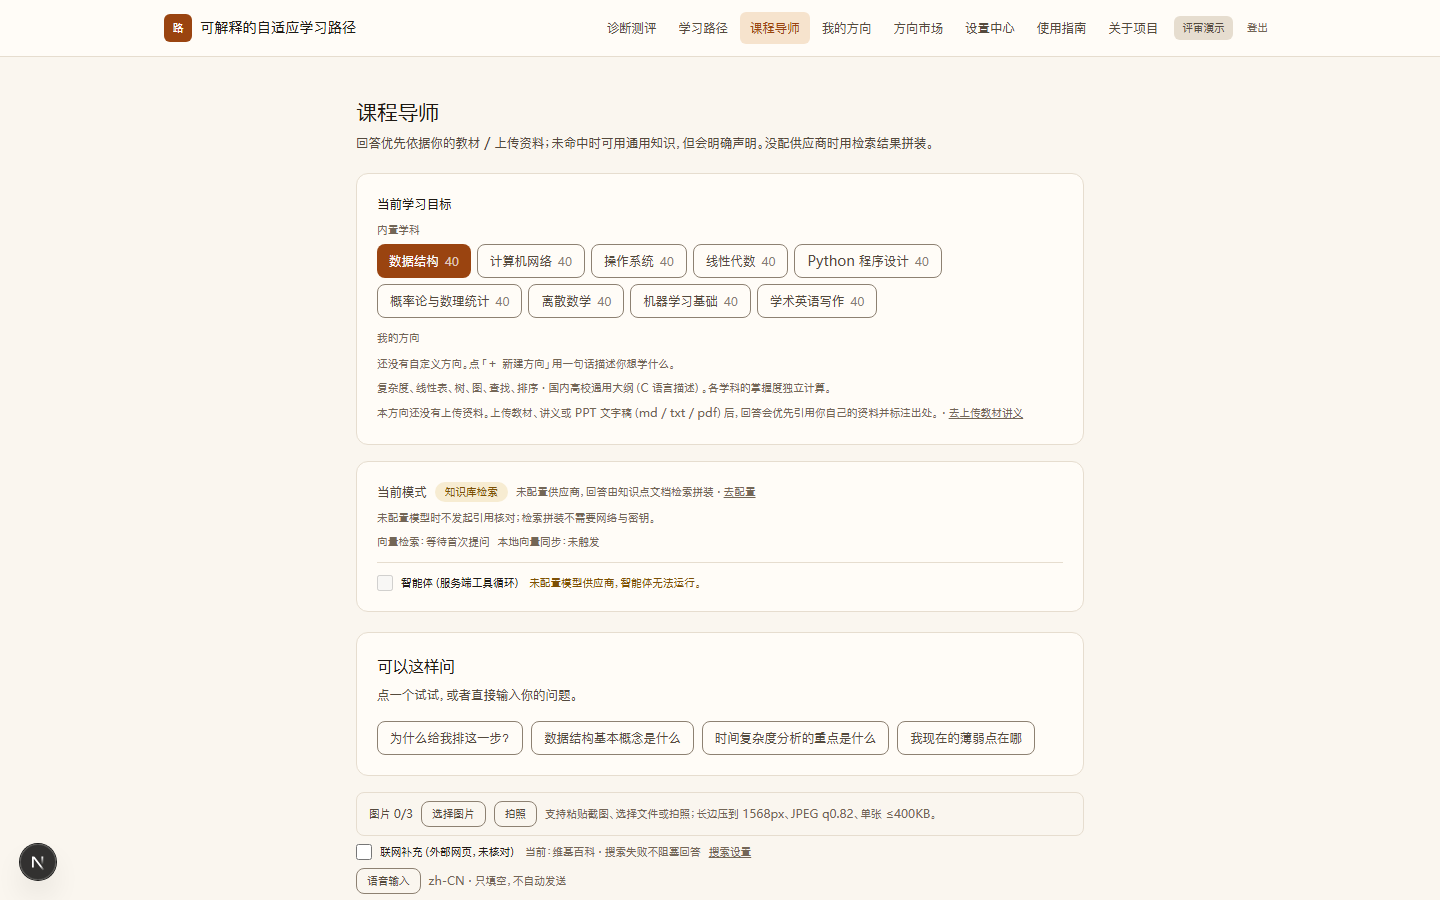 路 可解释的自适应学习路径 诊断测评 学习路径 课程导师 我的方向 方向市场 设置中心 使用指南 关于项目 评审演示 登出
课程导师
回答优先依据你的教材 / 上传资料；未命中时可用通用知识，但会明确声明。没配供应商时用检索结果拼装。
当前学习目标
内置学科
数据结构 40 计算机网络 40 操作系统 40 线性代数 40 Python 程序设计 40
概率论与数理统计 40 离散数学 40 机器学习基础 40 学术英语写作 40
我的方向
还没有自定义方向。点「+ 新建方向」用一句话描述你想学什么。
复杂度、线性表、树、图、查找、排序 · 国内高校通用大纲（C 语言描述）。各学科的掌握度独立计算。
本方向还没有上传资料。上传教材、讲义或 PPT 文字稿（md / txt / pdf）后，回答会优先引用你自己的资料并标注出处。 · 去上传教材讲义
当前模式 知识库检索 未配置供应商，回答由知识点文档检索拼装 · 去配置
未配置模型时不发起引用核对；检索拼装不需要网络与密钥。
向量检索：等待首次提问 本地向量同步：未触发
智能体（服务端工具循环） 未配置模型供应商，智能体无法运行。
可以这样问
点一个试试，或者直接输入你的问题。
为什么给我排这一步？ 数据结构基本概念是什么 时间复杂度分析的重点是什么 我现在的薄弱点在哪
图片 0/3 选择图片 拍照 支持粘贴截图、选择文件或拍照；长边压到 1568px、JPEG q0.82、单张 ≤400KB。
联网补充（外部网页，未核对） 当前：维基百科 · 搜索失败不阻塞回答 搜索设置
语音输入 zh-CN · 只填空，不自动发送
N